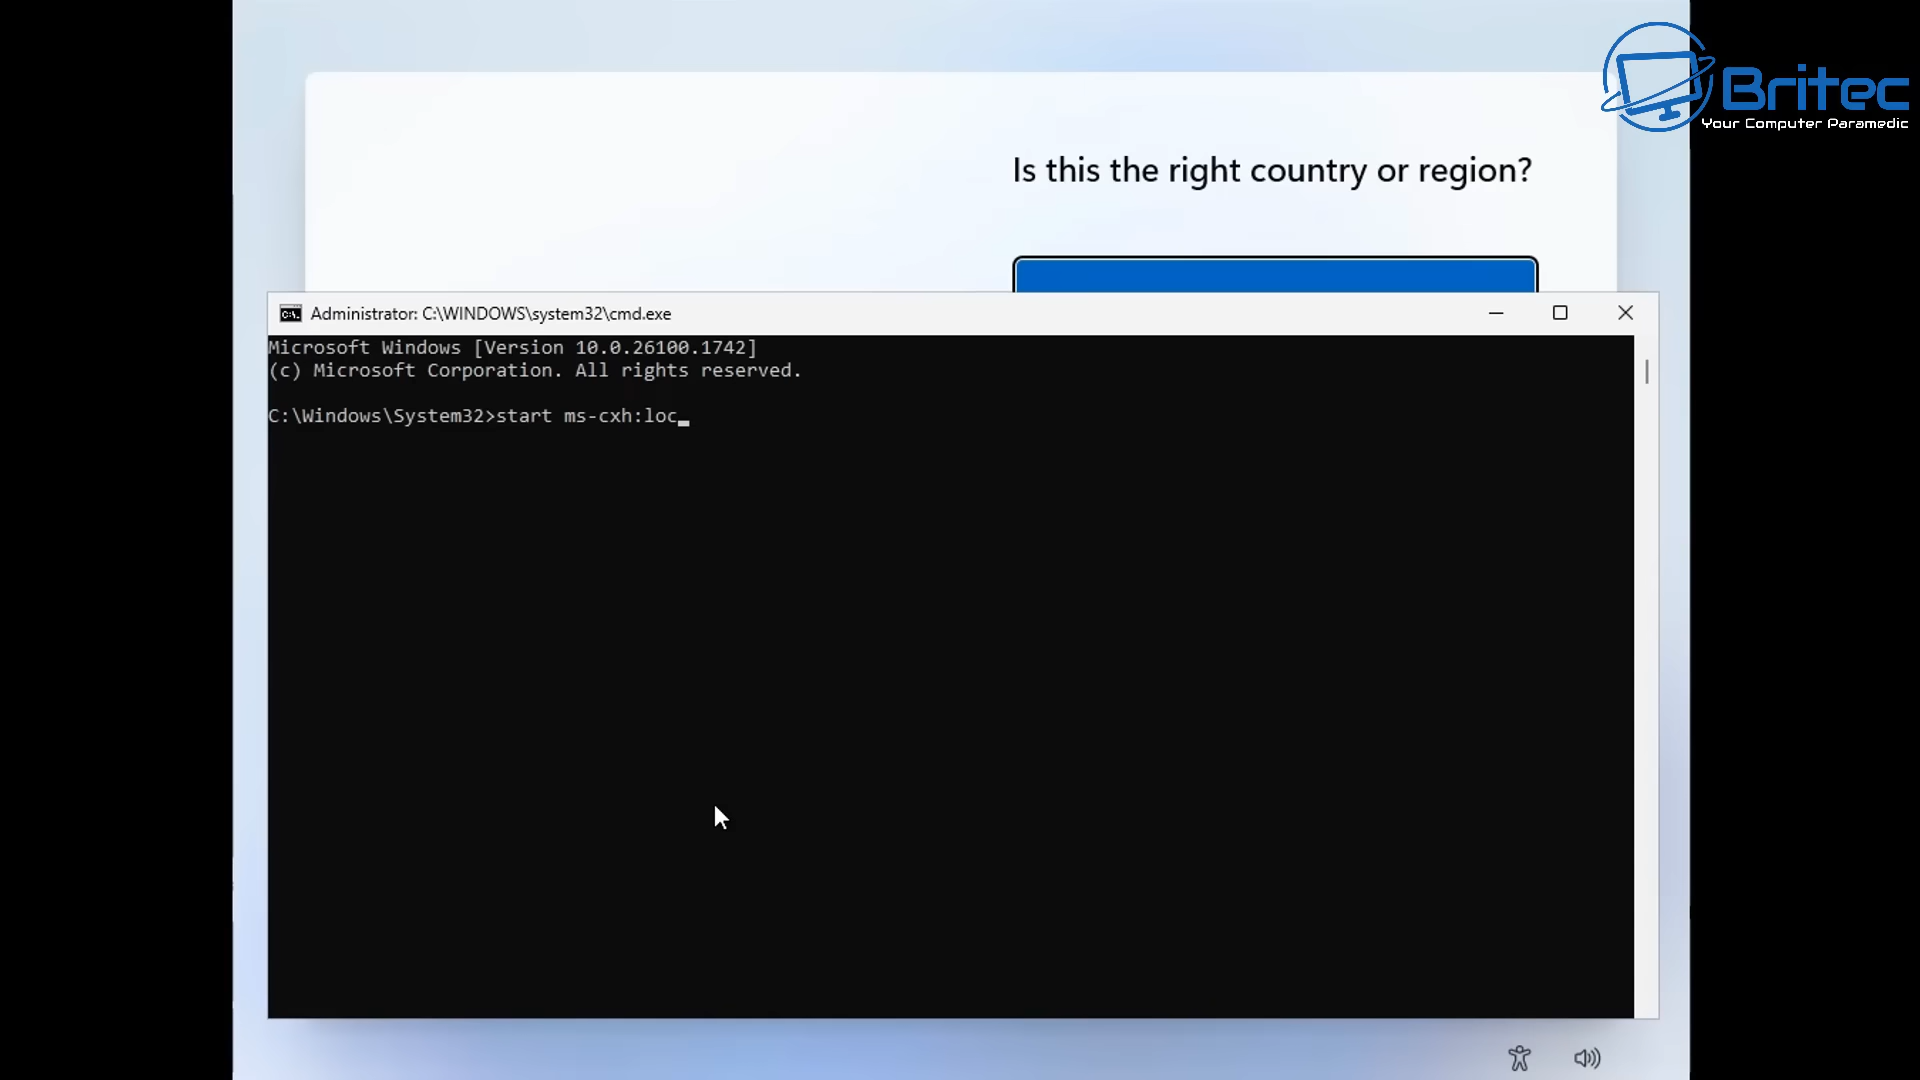 Britec
Your Computer Paramedic
Is this the right country or region?
Administrator: C:\WINDOWS\system32\cmd.exe
Microsoft Windows [Version 10.0.26100.1742]
(c) Microsoft Corporation. All rights reserved.
C:\Windows\System32>start ms-cxh:loc_